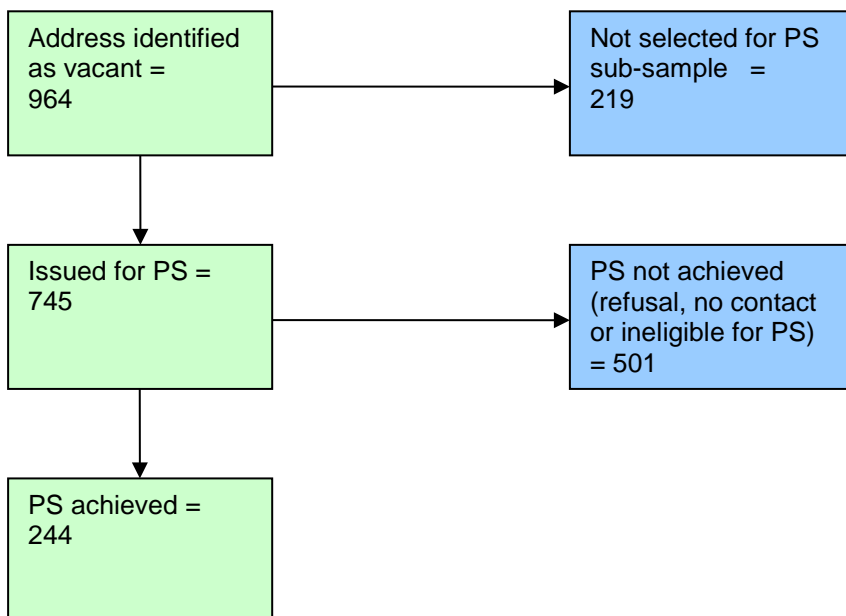 Address identified
as vacant =
964
Not selected for PS
sub-sample =
219
Issued for PS =
745
PS not achieved
(refusal, no contact
or ineligible for PS)
= 501
PS achieved =
244